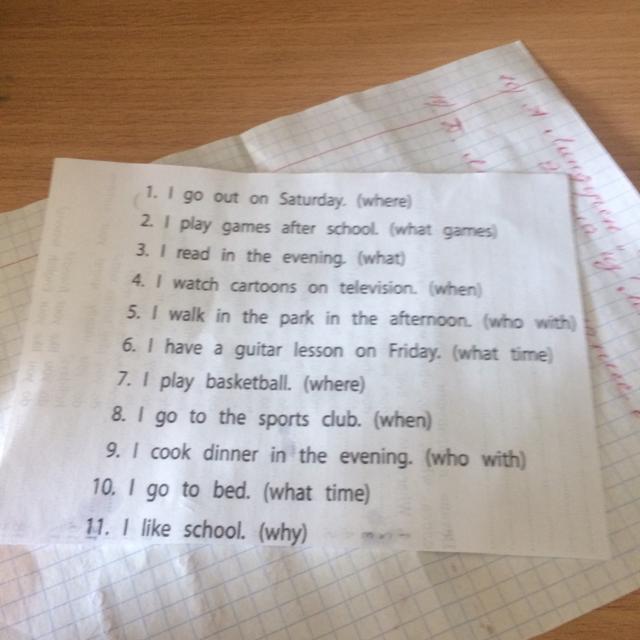 1. I go out on Saturday. (where)
2. I play games after school. (what games)
3. I read in the evening. (what)
4. I watch cartoons on television. (when)
5. I walk in the park in the afternoon. (who with)
6. I have a guitar lesson on Friday. (what time)
7. I play basketball. (where)
8. I go to the sports club. (when)
9. I cook dinner in the evening. (who with)
10. I go to bed. (what time)
11. I like school. (why)